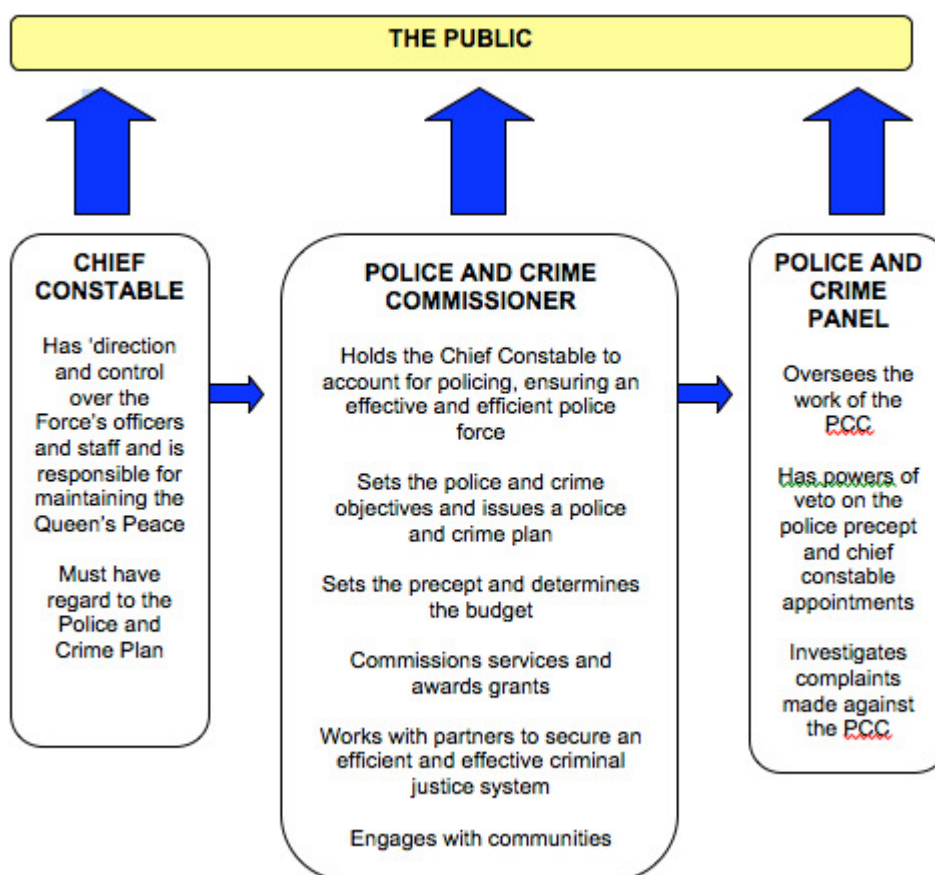 THE PUBLIC
CHIEF
CONSTABLE
Has ‘direction
and control
over the
Force’s officers
and staff and is
responsible for
maintaining the
Queen’s Peace
Must have
regard to the
Police and
Crime Plan
POLICE AND CRIME
COMMISSIONER
Holds the Chief Constable to
account for policing, ensuring an
effective and efficient police
force
Sets the police and crime
objectives and issues a police
and crime plan
Sets the precept and determines
the budget
Commissions services and
awards grants
Works with partners to secure an
efficient and effective criminal
justice system
Engages with communities
POLICE AND
CRIME
PANEL
Oversees the
work of the
PCC
Has powers of
veto on the
police precept
and chief
constable
appointments
Investigates
complaints
made against
the PCC